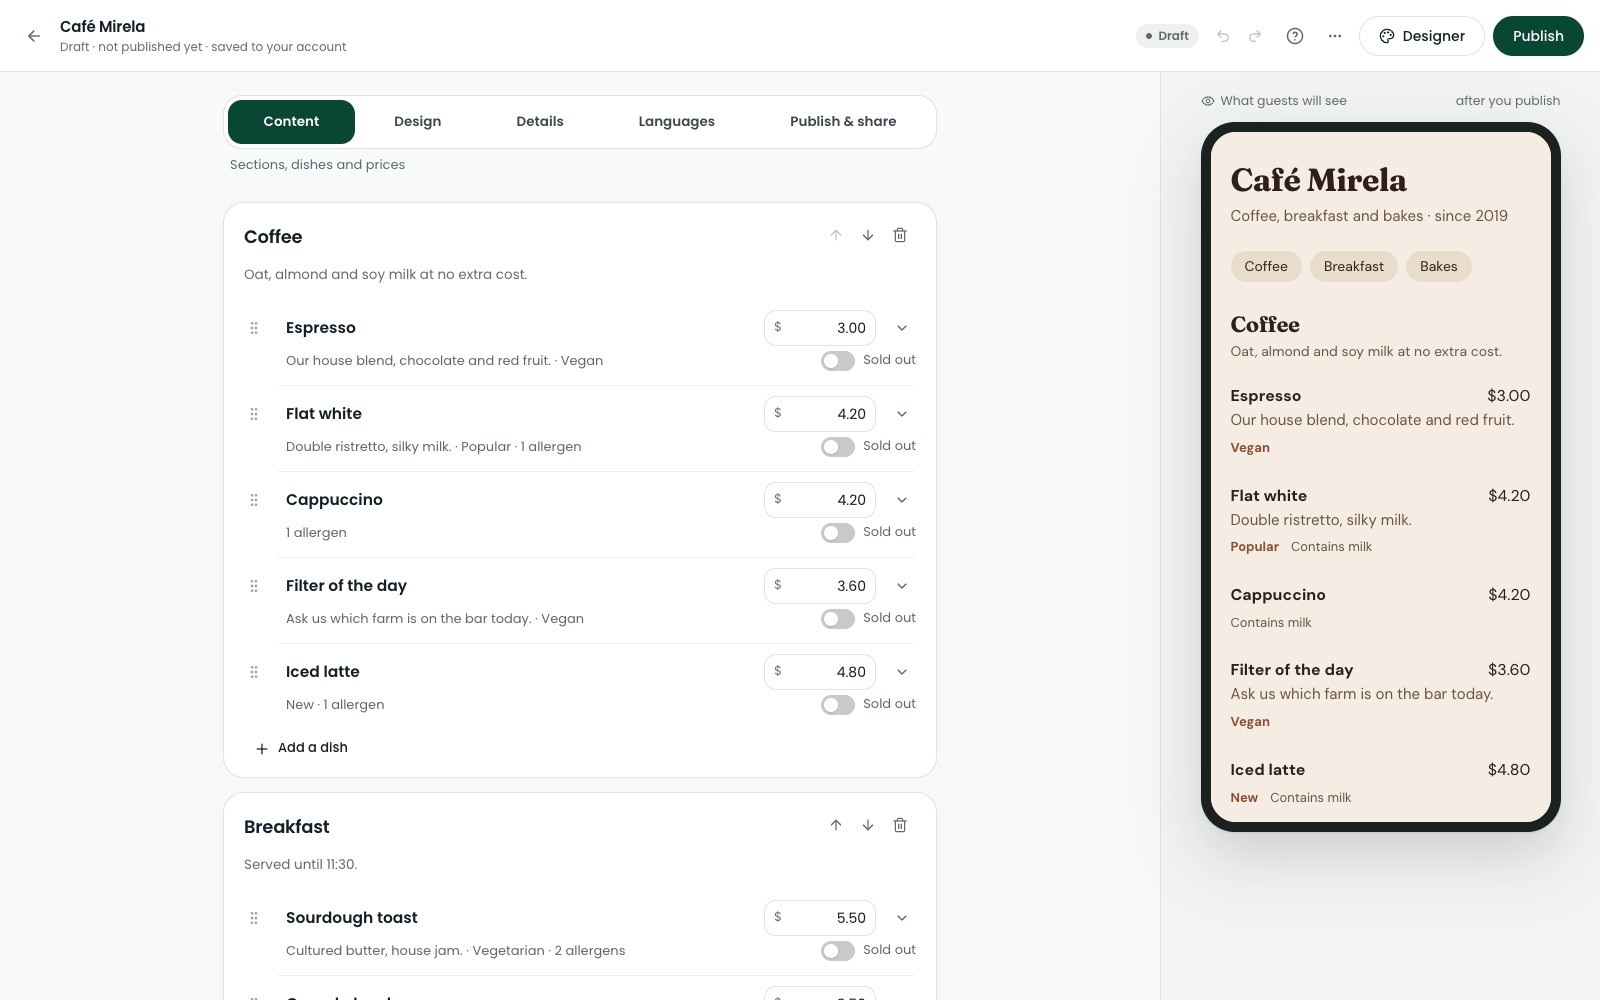 Café Mirela
Draft · not published yet · saved to your account
Draft
Designer
Publish
Content
Design
Details
Languages
Publish & share
Sections, dishes and prices
Coffee
Oat, almond and soy milk at no extra cost.
Espresso
$ 3.00
Our house blend, chocolate and red fruit. · Vegan
Sold out
Flat white
$ 4.20
Double ristretto, silky milk. · Popular · 1 allergen
Sold out
Cappuccino
$ 4.20
1 allergen
Sold out
Filter of the day
$ 3.60
Ask us which farm is on the bar today. · Vegan
Sold out
Iced latte
$ 4.80
New · 1 allergen
Sold out
Add a dish
Breakfast
Served until 11:30.
Sourdough toast
$ 5.50
Cultured butter, house jam. · Vegetarian · 2 allergens
Sold out
What guests will see
after you publish
Café Mirela
Coffee, breakfast and bakes · since 2019
Coffee
Breakfast
Bakes
Coffee
Oat, almond and soy milk at no extra cost.
Espresso $3.00
Our house blend, chocolate and red fruit.
Vegan
Flat white $4.20
Double ristretto, silky milk.
Popular Contains milk
Cappuccino $4.20
Contains milk
Filter of the day $3.60
Ask us which farm is on the bar today.
Vegan
Iced latte $4.80
New Contains milk